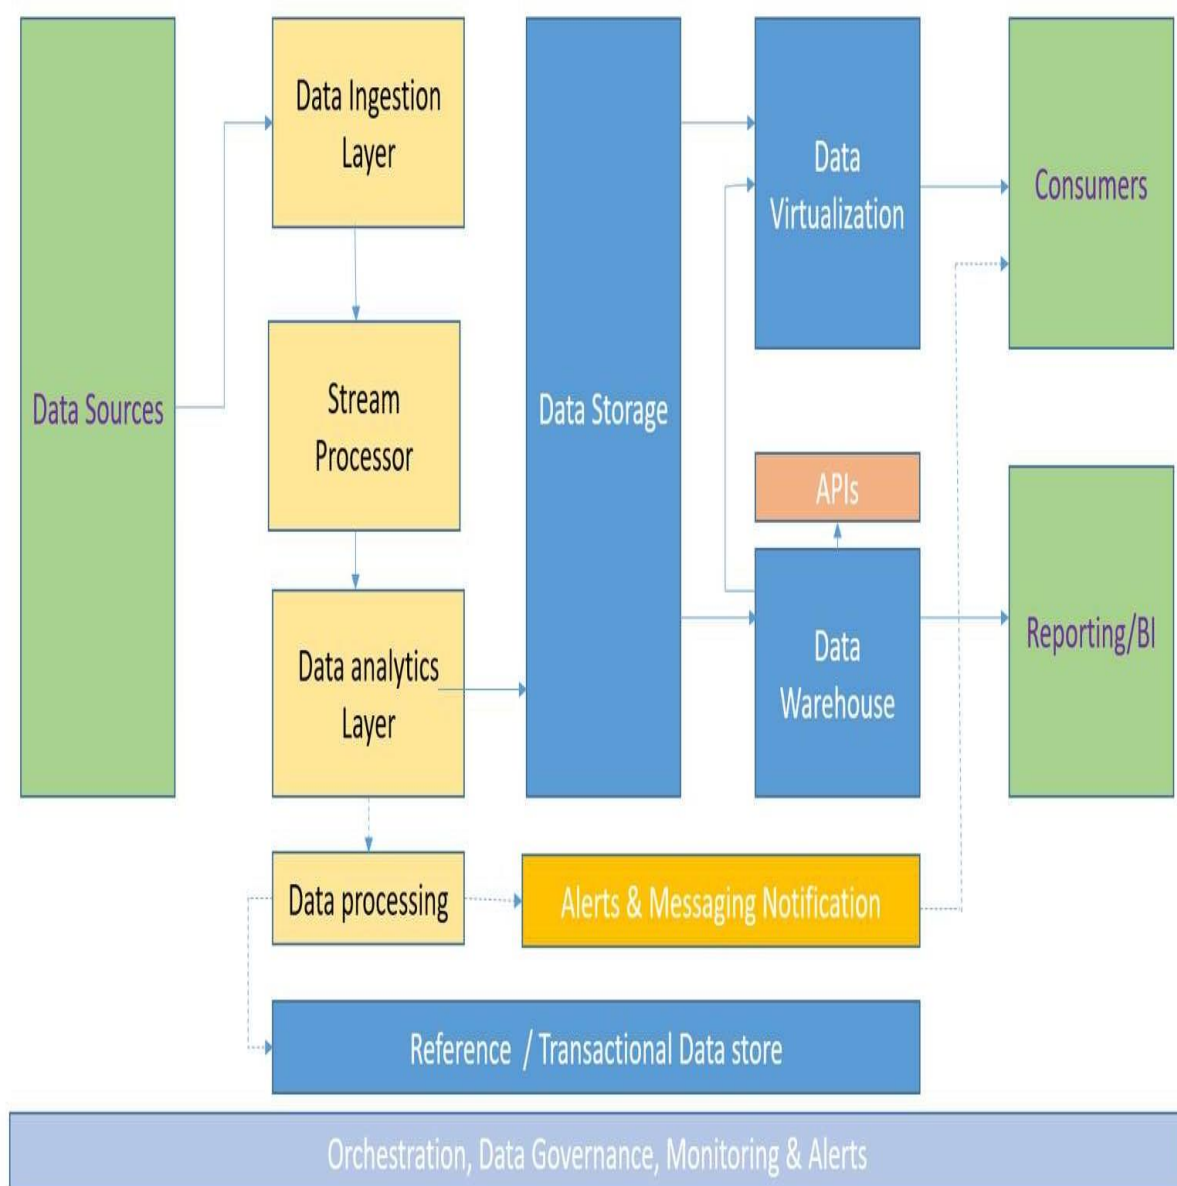 Data Sources
Data Ingestion
Layer
Stream
Processor
Data analytics
Layer
Data processing
Data Storage
Data
Virtualization
APIs
Data
Warehouse
Consumers
Reporting/BI
Alerts & Messaging Notification
Reference / Transactional Data store
Orchestration, Data Governance, Monitoring & Alerts